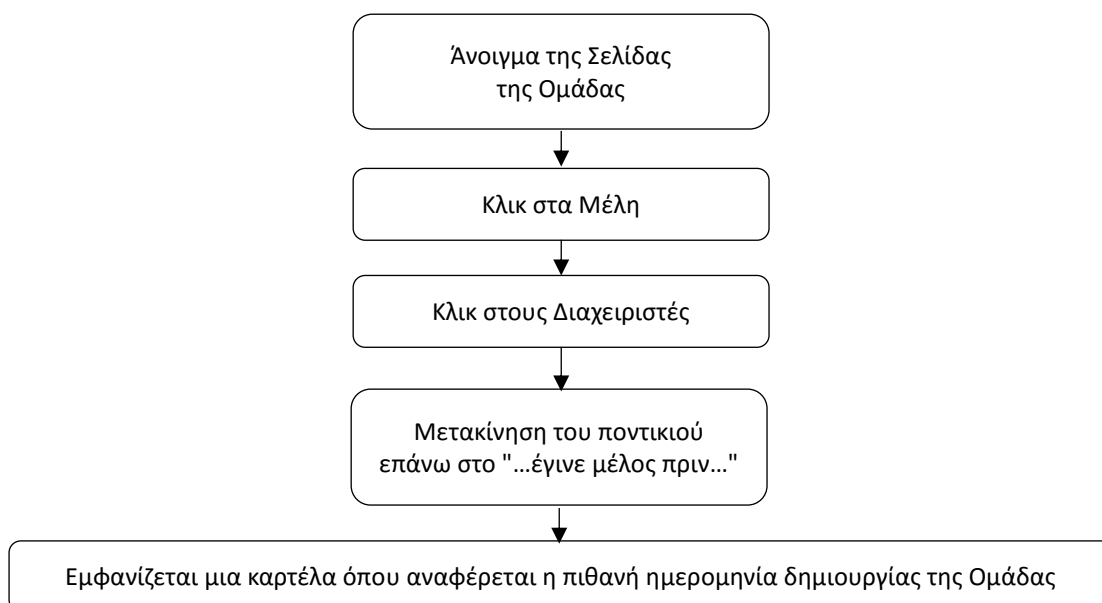 Άνοιγμα της Σελίδας
της Ομάδας
Κλικ στα Μέλη
Κλικ στους Διαχειριστές
Μετακίνηση του ποντικιού
επάνω στο "…έγινε μέλος πριν…"
Εμφανίζεται μια καρτέλα όπου αναφέρεται η πιθανή ημερομηνία δημιουργίας της Ομάδας